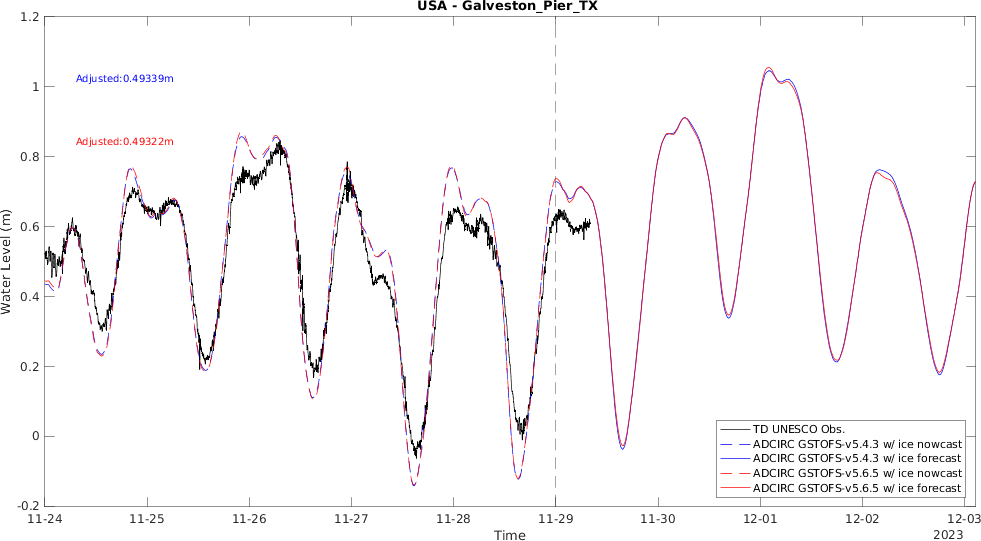 USA - Galveston_Pier_TX
1.2
1
0.8
0.6
0.4
0.2
0
-0.2
Water Level (m)
Adjusted:0.49339m
Adjusted:0.49322m
TD UNESCO Obs.
ADCIRC GSTOFS-v5.4.3 w/ ice nowcast
ADCIRC GSTOFS-v5.4.3 w/ ice forecast
ADCIRC GSTOFS-v5.6.5 w/ ice nowcast
ADCIRC GSTOFS-v5.6.5 w/ ice forecast
11-24 11-25 11-26 11-27 11-28 11-29 11-30 12-01 12-02 12-03
Time
2023